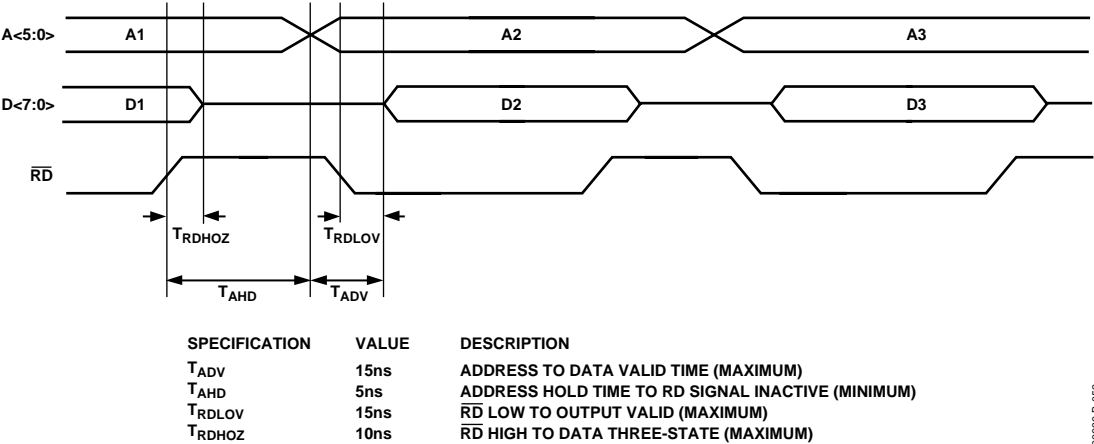 A<5:0> A1 A2 A3
D<7:0> D1 D2 D3
RD
TRDHOZ TRDLOV
TAHD TADV
SPECIFICATION VALUE DESCRIPTION
TADV 15ns ADDRESS TO DATA VALID TIME (MAXIMUM)
TAHD 5ns ADDRESS HOLD TIME TO RD SIGNAL INACTIVE (MINIMUM)
TRDLOV 15ns RD LOW TO OUTPUT VALID (MAXIMUM)
TRDHOZ 10ns RD HIGH TO DATA THREE-STATE (MAXIMUM)